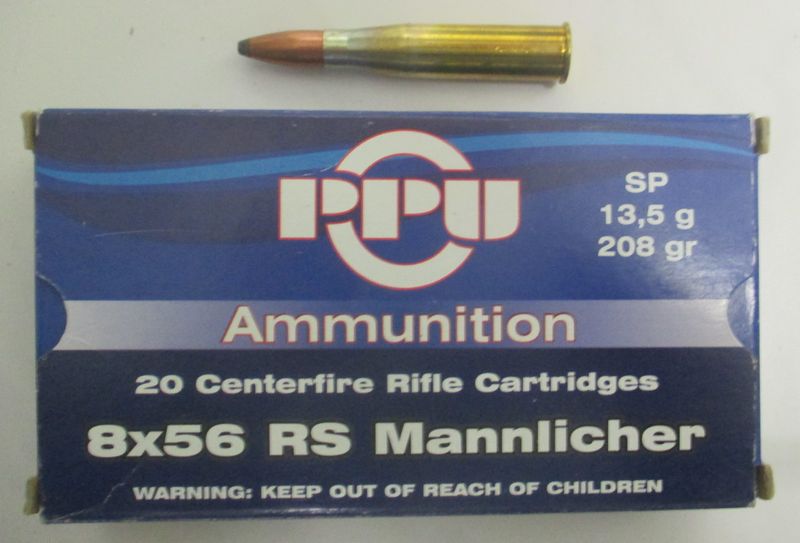 PPU
SP
13,5 g
208 gr
Ammunition
20 Centerfire Rifle Cartridges
8x56 RS Mannlicher
WARNING: KEEP OUT OF REACH OF CHILDREN